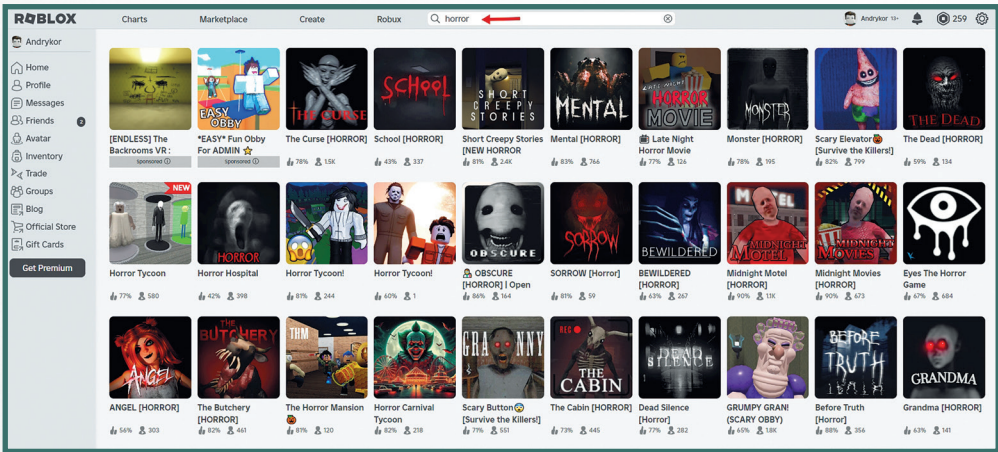 ROBLOX Charts Marketplace Create Robux horror Andrykor 13+ 259
Andrykor
Home
Profile
Messages
Friends 2
Avatar
Inventory
Trade
Groups
Blog
Official Store
Gift Cards
Get Premium
EASY OBBY
THE CURSE
SCHOOL
SHORT CREEPY STORIES
MENTAL
LATE NIGHT HORROR MOVIE
MONSTER
THE DEAD
[ENDLESS] The Backrooms VR :
Sponsored
*EASY* Fun Obby For ADMIN
Sponsored
The Curse [HORROR]
78% 1.5K
School [HORROR]
43% 337
Short Creepy Stories [NEW HORROR
81% 2.4K
Mental [HORROR]
83% 766
Late Night Horror Movie
77% 126
Monster [HORROR]
78% 195
Scary Elevator [Survive the Killers!]
82% 799
The Dead [HORROR]
59% 134
NEW
HORROR
OBSCURE
SORROW
BEWILDERED
MIDNIGHT MOTEL
MIDNIGHT MOVIES
Horror Tycoon
77% 580
Horror Hospital
42% 398
Horror Tycoon!
81% 244
Horror Tycoon!
60% 1
OBSCURE [HORROR] | Open
86% 164
SORROW [Horror]
81% 59
BEWILDERED [HORROR]
63% 267
Midnight Motel [HORROR]
90% 1.1K
Midnight Movies [HORROR]
90% 673
Eyes The Horror Game
67% 684
ANGEL
THE BUTCHERY
THM
GRANNY
REC
THE CABIN
DEAD SILENCE
BEFORE TRUTH
GRANDMA
ANGEL [HORROR]
56% 303
The Butchery [HORROR]
82% 461
The Horror Mansion
81% 120
Horror Carnival Tycoon
82% 218
Scary Button [Survive the Killers!]
77% 551
The Cabin [HORROR]
73% 445
Dead Silence [Horror]
77% 282
GRUMPY GRAN! (SCARY OBBY)
65% 1.8K
Before Truth [Horror]
88% 356
Grandma [HORROR]
63% 141